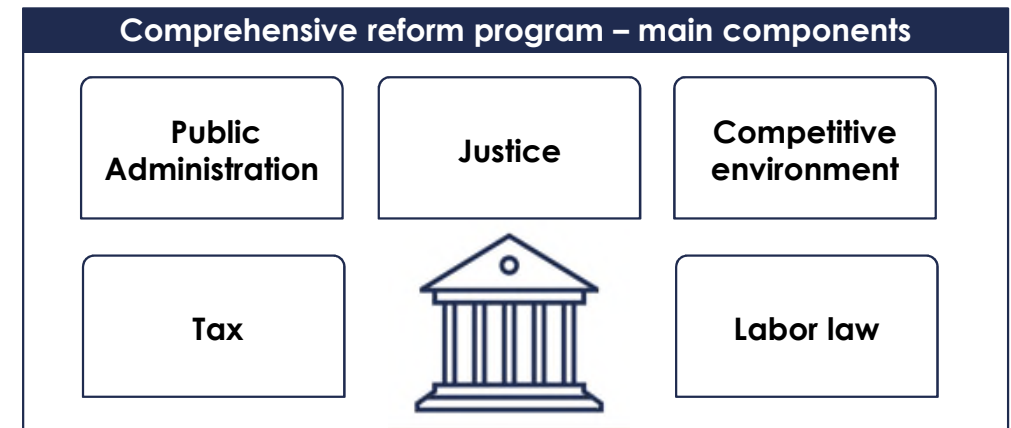 Comprehensive reform program – main components
Public
Administration
Justice
Competitive
environment
Tax
Labor law